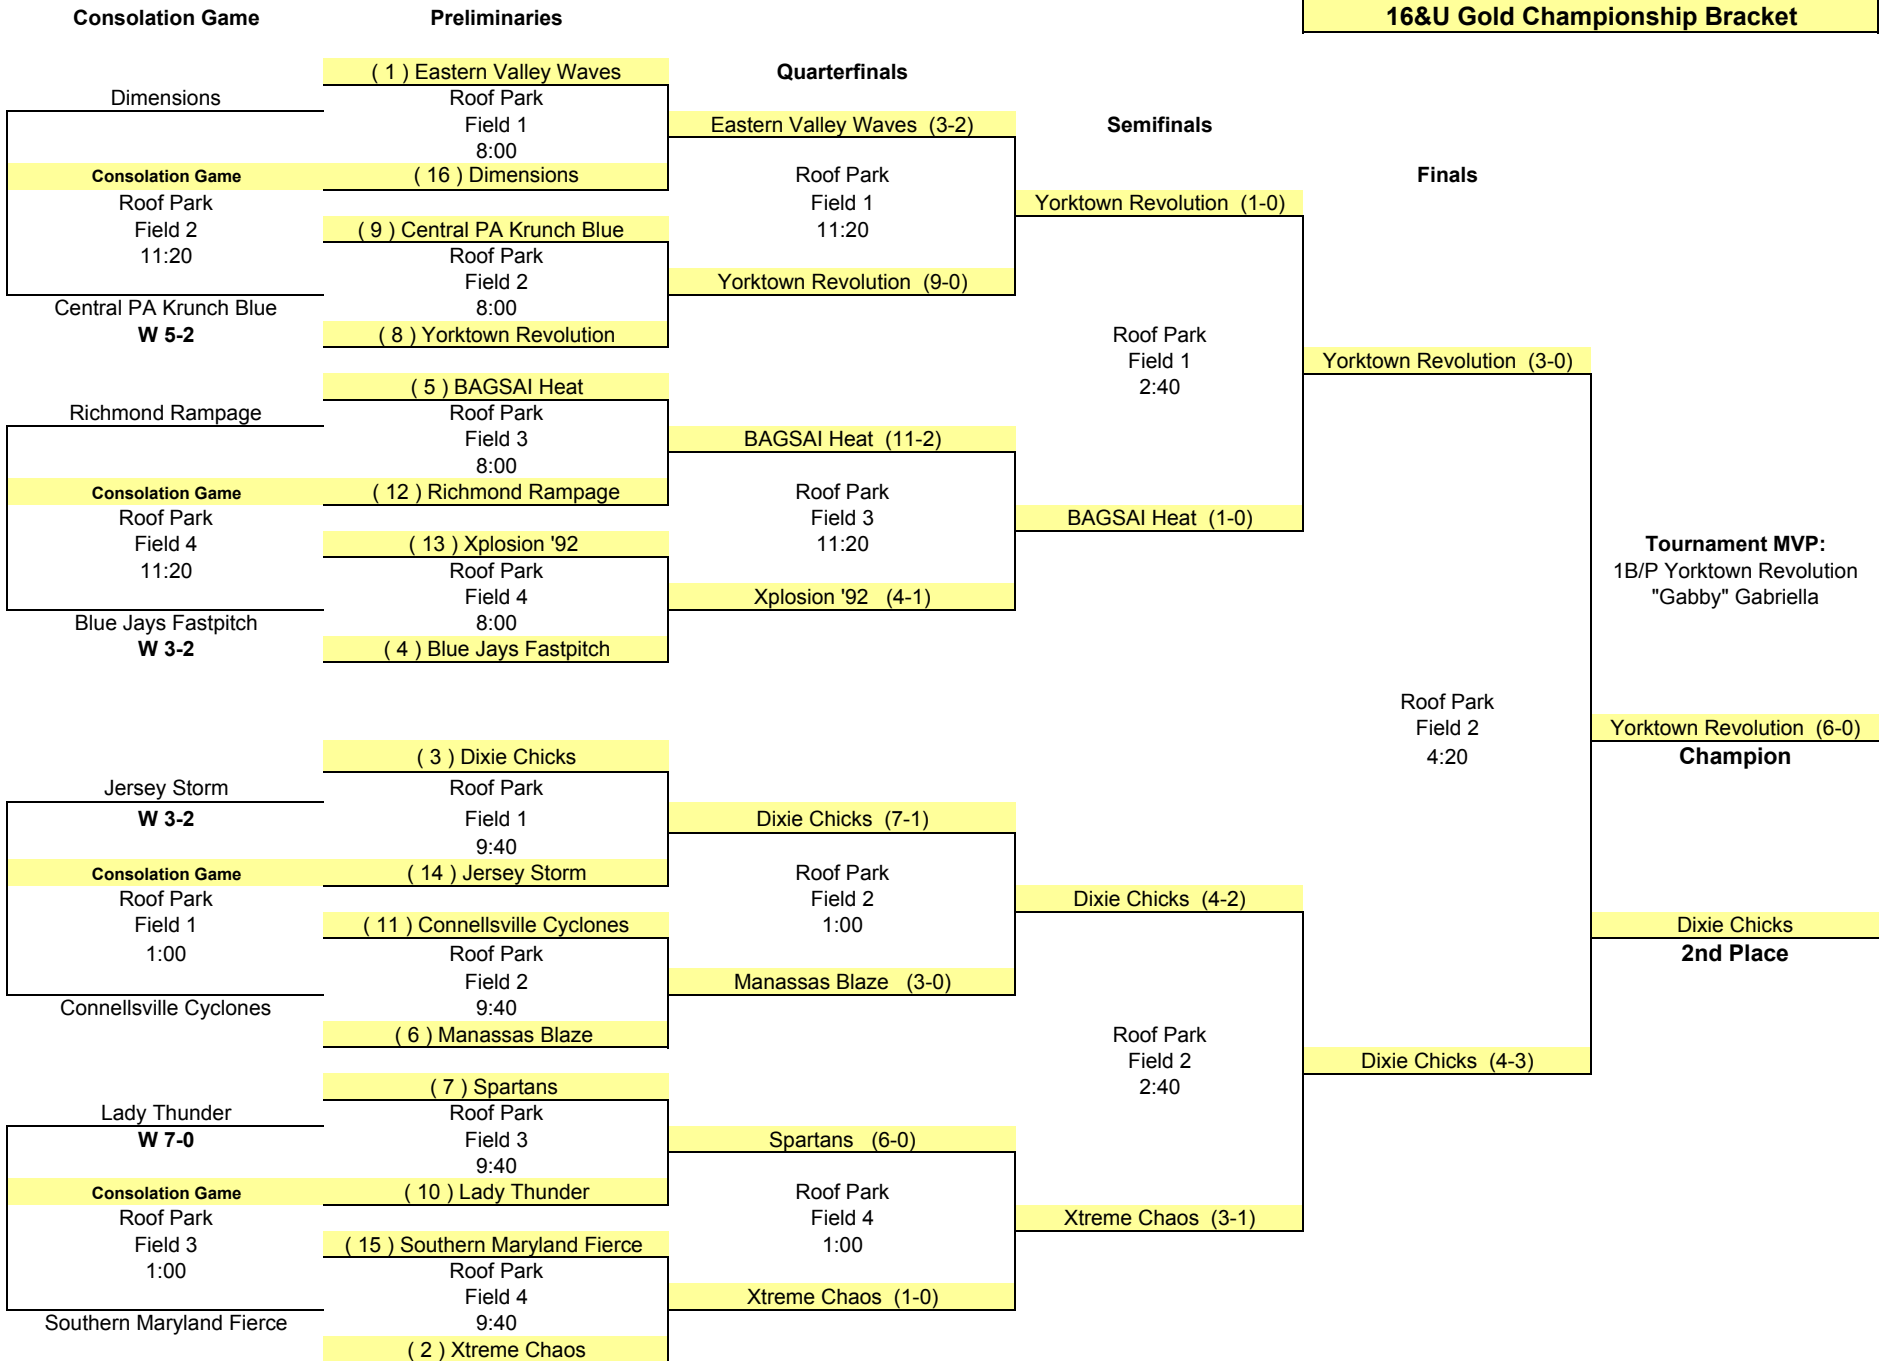 16&U Gold Championship Bracket
Consolation Game
Preliminaries
Quarterfinals
Semifinals
Finals
Dimensions
Consolation Game
Roof Park
Field 2
11:20
Central PA Krunch Blue
W 5-2
Richmond Rampage
Consolation Game
Roof Park
Field 4
11:20
Blue Jays Fastpitch
W 3-2
Jersey Storm
W 3-2
Consolation Game
Roof Park
Field 1
1:00
Connellsville Cyclones
Lady Thunder
W 7-0
Consolation Game
Roof Park
Field 3
1:00
Southern Maryland Fierce
( 1 ) Eastern Valley Waves
Roof Park
Field 1
8:00
( 16 ) Dimensions
( 9 ) Central PA Krunch Blue
Roof Park
Field 2
8:00
( 8 ) Yorktown Revolution
( 5 ) BAGSAI Heat
Roof Park
Field 3
8:00
( 12 ) Richmond Rampage
( 13 ) Xplosion '92
Roof Park
Field 4
8:00
( 4 ) Blue Jays Fastpitch
( 3 ) Dixie Chicks
Roof Park
Field 1
9:40
( 14 ) Jersey Storm
( 11 ) Connellsville Cyclones
Roof Park
Field 2
9:40
( 6 ) Manassas Blaze
( 7 ) Spartans
Roof Park
Field 3
9:40
( 10 ) Lady Thunder
( 15 ) Southern Maryland Fierce
Roof Park
Field 4
9:40
( 2 ) Xtreme Chaos
Eastern Valley Waves (3-2)
Roof Park
Field 1
11:20
Yorktown Revolution (9-0)
BAGSAI Heat (11-2)
Roof Park
Field 3
11:20
Xplosion '92 (4-1)
Dixie Chicks (7-1)
Roof Park
Field 2
1:00
Manassas Blaze (3-0)
Spartans (6-0)
Roof Park
Field 4
1:00
Xtreme Chaos (1-0)
Yorktown Revolution (1-0)
Roof Park
Field 1
2:40
BAGSAI Heat (1-0)
Dixie Chicks (4-2)
Roof Park
Field 2
2:40
Xtreme Chaos (3-1)
Yorktown Revolution (3-0)
Roof Park
Field 2
4:20
Dixie Chicks (4-3)
Tournament MVP:
1B/P Yorktown Revolution
"Gabby" Gabriella
Yorktown Revolution (6-0)
Champion
Dixie Chicks
2nd Place